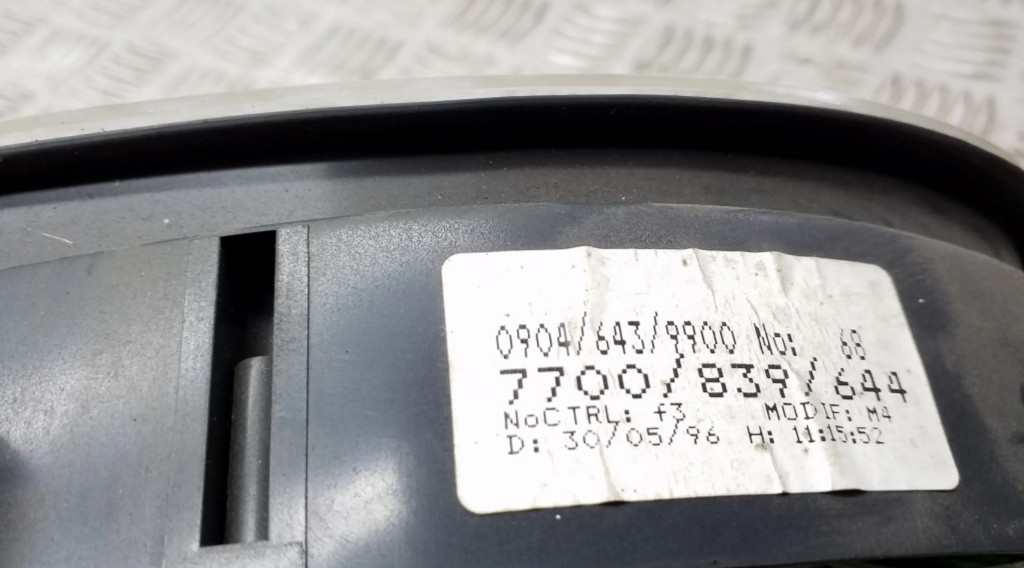 0904/643/9900 No: 68
7700/839/644
NoCTRL: f3 MODIF: M4
D: 30/05/96 H: 11:15:52